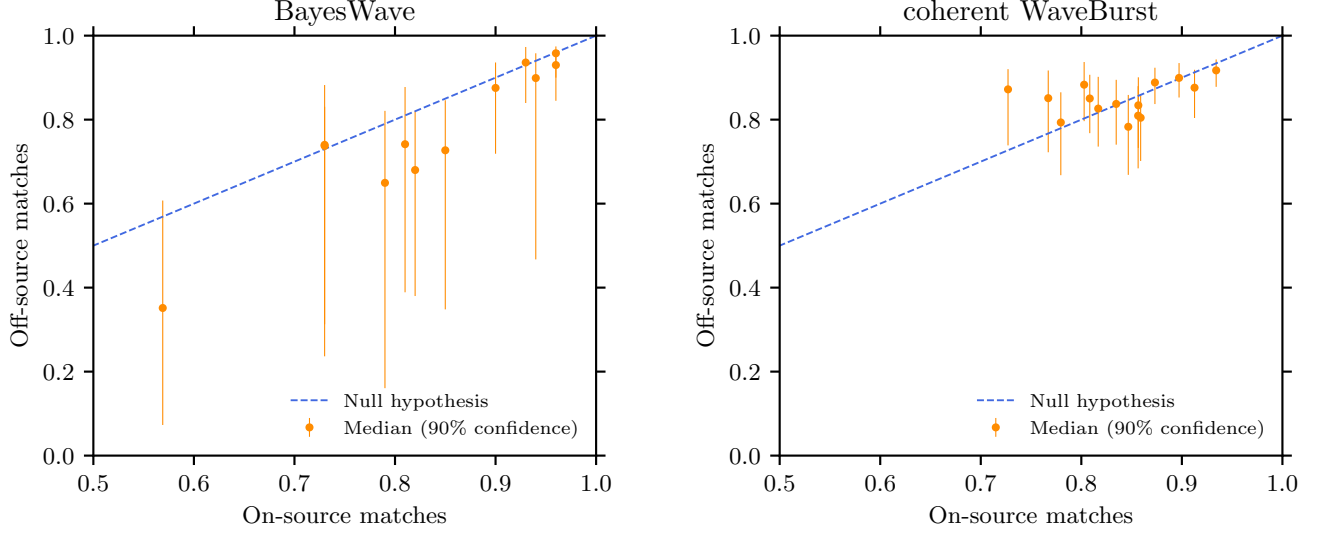 BayesWave
1.0
0.8
0.6
0.4
0.2
0.0
Off-source matches
Null hypothesis
Median (90% confidence)
0.5 0.6 0.7 0.8 0.9 1.0
On-source matches
coherent WaveBurst
1.0
0.8
0.6
0.4
0.2
0.0
Off-source matches
Null hypothesis
Median (90% confidence)
0.5 0.6 0.7 0.8 0.9 1.0
On-source matches